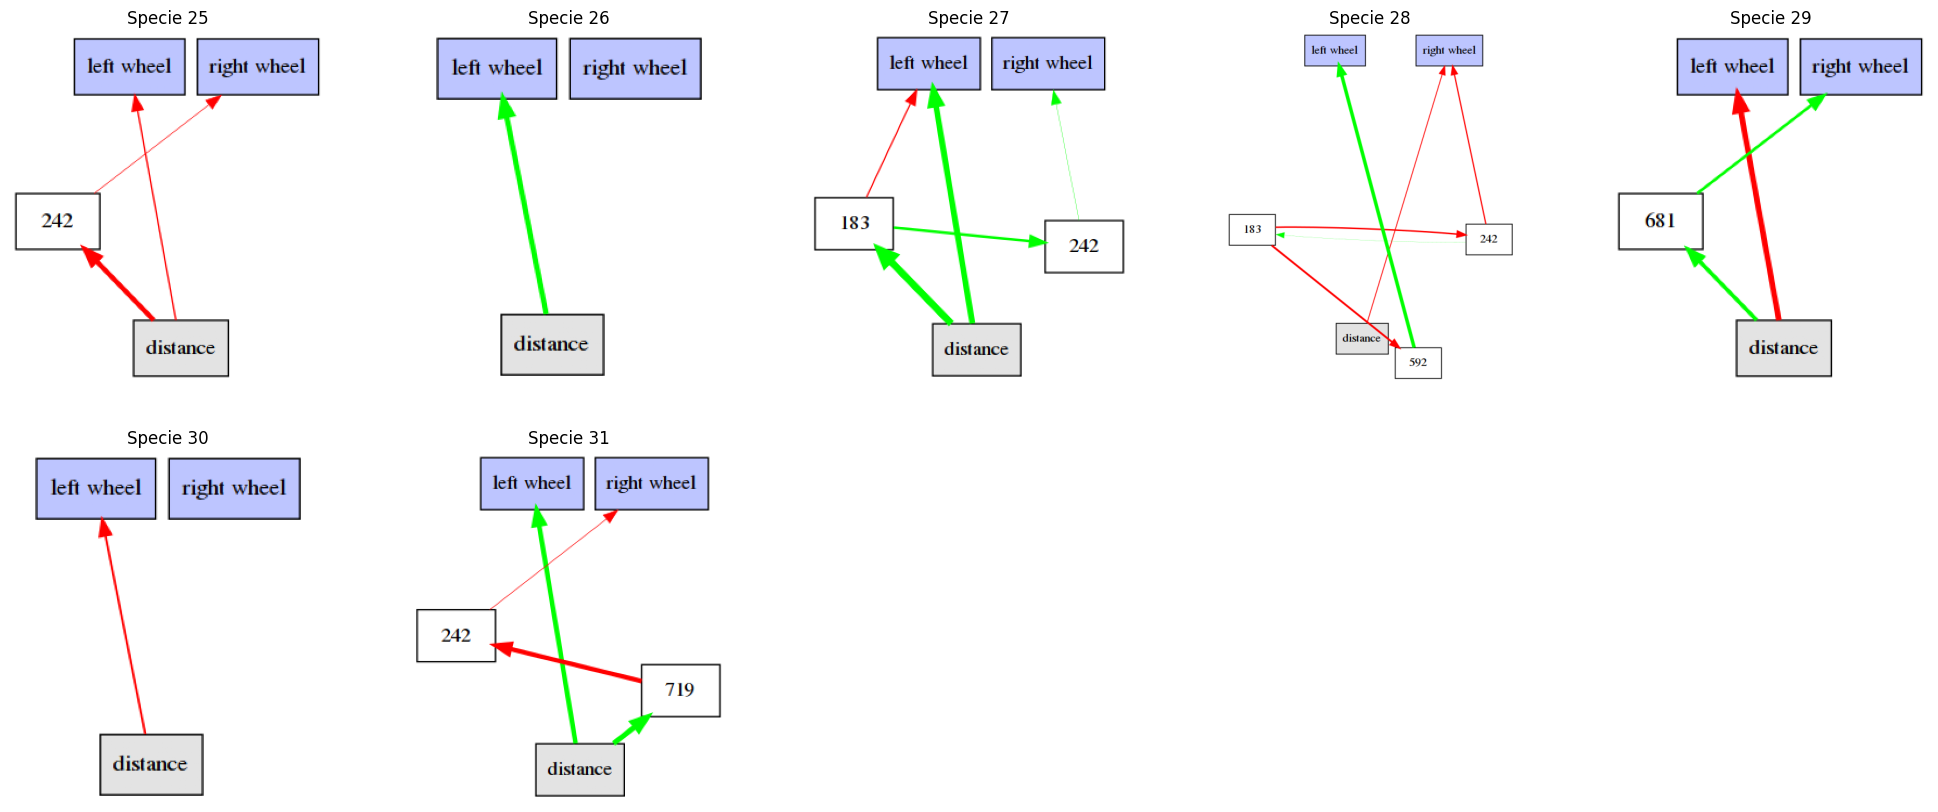 Specie 25
left wheel
right wheel
242
distance
Specie 26
left wheel
right wheel
distance
Specie 27
left wheel
right wheel
183
242
distance
Specie 28
left wheel
right wheel
183
242
distance
592
Specie 29
left wheel
right wheel
681
distance
Specie 30
left wheel
right wheel
distance
Specie 31
left wheel
right wheel
242
719
distance